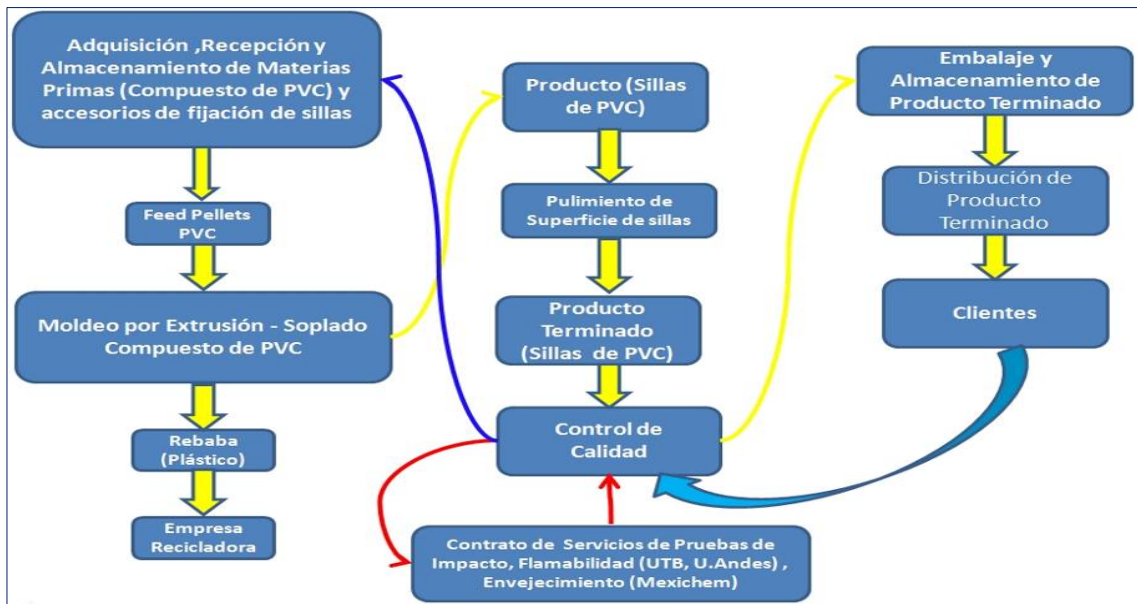 Adquisición ,Recepción y
Almacenamiento de Materias
Primas (Compuesto de PVC) y
accesorios de fijación de sillas
Feed Pellets
PVC
Moldeo por Extrusión - Soplado
Compuesto de PVC
Rebaba
(Plástico)
Empresa
Recicladora
Producto (Sillas
de PVC)
Pulimiento de
Superficie de sillas
Producto
Terminado
(Sillas de PVC)
Control de
Calidad
Contrato de Servicios de Pruebas de
Impacto, Flamabilidad (UTB, U.Andes) ,
Envejecimiento (Mexichem)
Embalaje y
Almacenamiento de
Producto Terminado
Distribución de
Producto
Terminado
Clientes